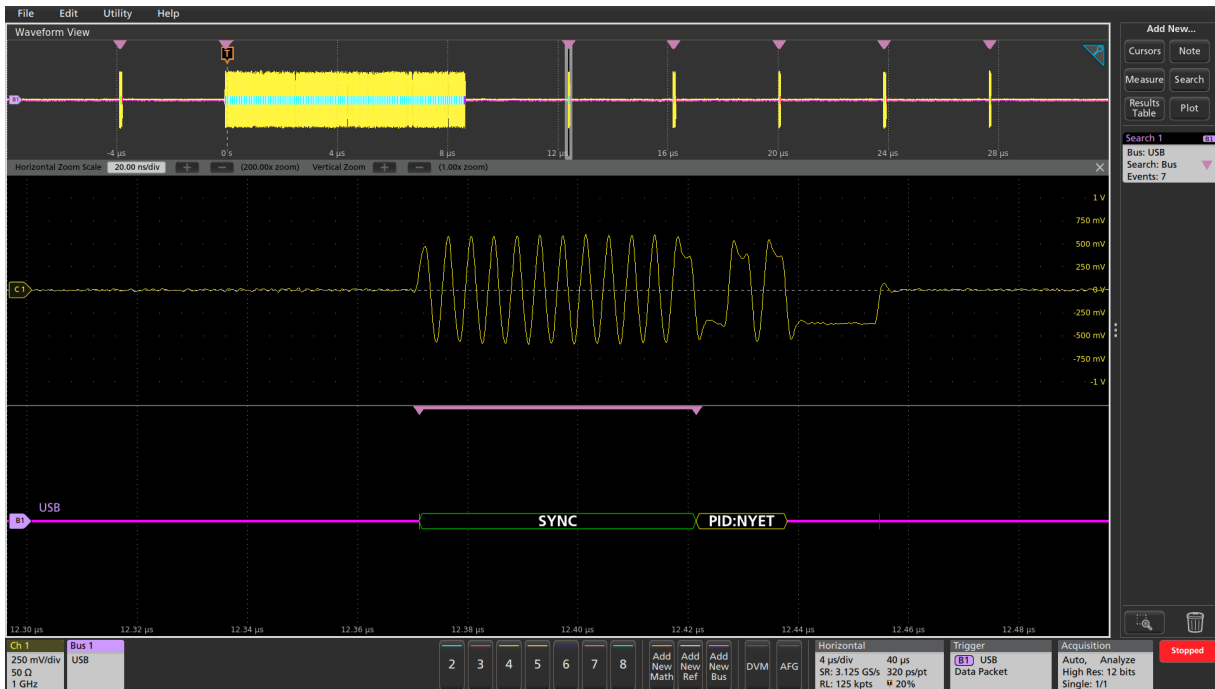 File Edit Utility Help
Waveform View
Add New...
Cursors Note
Measure Search
Results Table Plot
Search 1 B1
Bus: USB
Search: Bus
Events: 7
T
B1
-4 µs 0 s 4 µs 8 µs 12 µs 16 µs 20 µs 24 µs 28 µs
Horizontal Zoom Scale 20.00 ns/div + − (200.00x zoom) Vertical Zoom + − (1.00x zoom) ×
1 V
750 mV
500 mV
250 mV
C 1 0 V
-250 mV
-500 mV
-750 mV
-1 V
USB
B1 SYNC PID:NYET
12.30 µs 12.32 µs 12.34 µs 12.36 µs 12.38 µs 12.40 µs 12.42 µs 12.44 µs 12.46 µs 12.48 µs
Ch 1
250 mV/div
50 Ω
1 GHz
Bus 1
USB
2 3 4 5 6 7 8
Add New Math
Add New Ref
Add New Bus
DVM AFG
Horizontal
4 µs/div 40 µs
SR: 3.125 GS/s 320 ps/pt
RL: 125 kpts 20%
Trigger
B1 USB
Data Packet
Acquisition
Auto, Analyze
High Res: 12 bits
Single: 1/1
Stopped